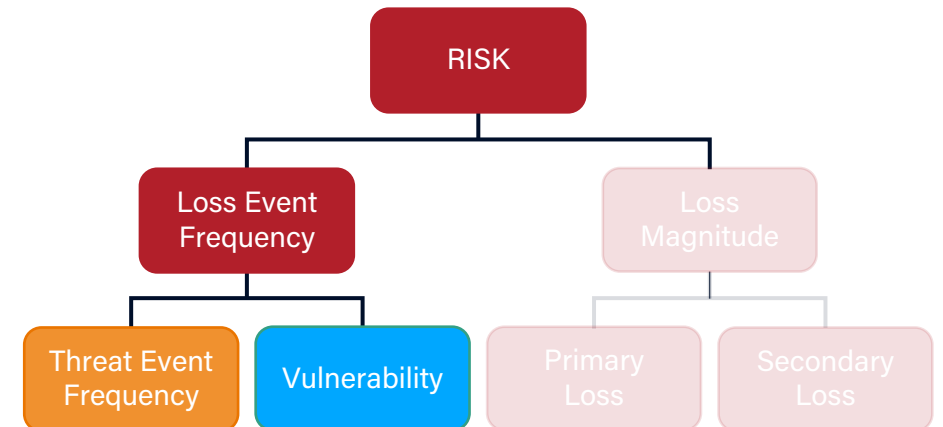 RISK
Loss Event
Frequency
Loss
Magnitude
Threat Event
Frequency
Vulnerability
Primary
Loss
Secondary
Loss